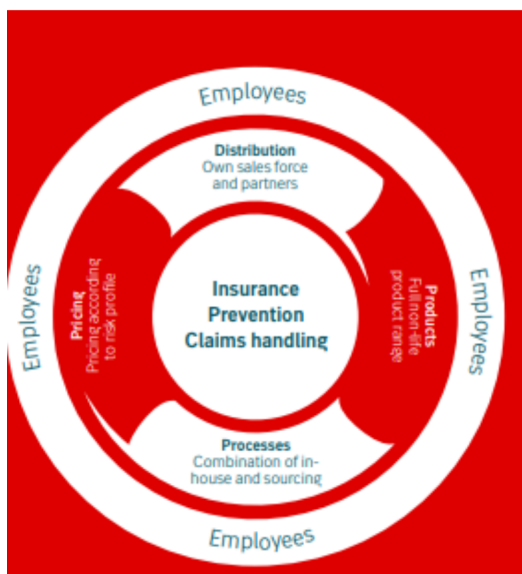 Employees
Distribution
Own sales force
and partners
Employees
Pricing
Pricing according
to risk profile
Insurance
Prevention
Claims handling
Products
Full non-life
product range
Employees
Processes
Combination of in-
house and sourcing
Employees